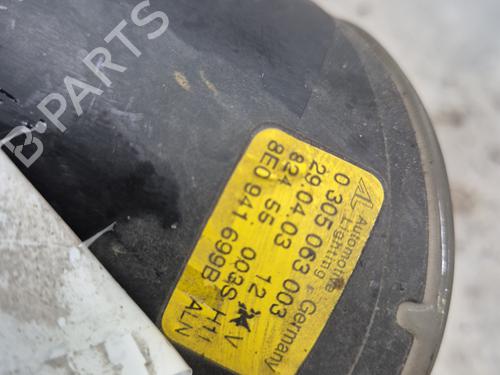 AL Automotive Lighting Germany
0 305 063 003
29.04.03 12 V
824 55 003S H11
8E0 941 699B ALN
B-PARTS